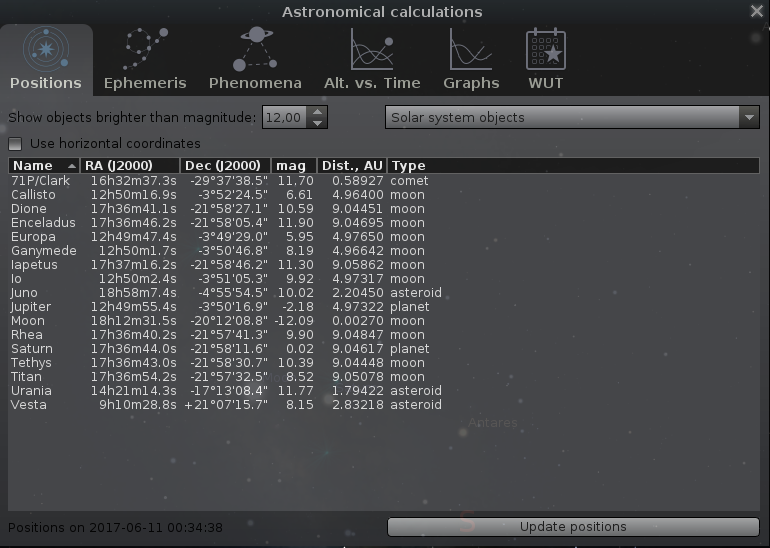 Astronomical calculations
Positions Ephemeris Phenomena Alt. vs. Time Graphs WUT
Show objects brighter than magnitude: 12,00 Solar system objects
Use horizontal coordinates
Name RA (J2000) Dec (J2000) mag Dist., AU Type
71P/Clark 16h32m37.3s -29°37'38.5" 11.70 0.58927 comet
Callisto 12h50m16.9s -3°52'24.5" 6.61 4.96400 moon
Dione 17h36m41.1s -21°58'27.1" 10.59 9.04451 moon
Enceladus 17h36m46.2s -21°58'05.4" 11.90 9.04695 moon
Europa 12h49m47.4s -3°49'29.0" 5.95 4.97650 moon
Ganymede 12h50m1.7s -3°50'46.8" 8.19 4.96642 moon
Iapetus 17h37m16.2s -21°58'46.2" 11.30 9.05862 moon
Io 12h50m2.4s -3°51'05.3" 9.92 4.97317 moon
Juno 18h58m7.4s -4°55'54.5" 10.02 2.20450 asteroid
Jupiter 12h49m55.4s -3°50'16.9" -2.18 4.97322 planet
Moon 18h12m31.5s -20°12'08.8" -12.09 0.00270 moon
Rhea 17h36m40.2s -21°57'41.3" 9.90 9.04847 moon
Saturn 17h36m44.0s -21°58'11.6" 0.02 9.04617 planet
Tethys 17h36m43.0s -21°58'30.7" 10.39 9.04448 moon
Titan 17h36m54.2s -21°57'32.5" 8.52 9.05078 moon
Urania 14h21m14.3s -17°13'08.4" 11.77 1.79422 asteroid
Vesta 9h10m28.8s +21°07'15.7" 8.15 2.83218 asteroid
Antares
S
Positions on 2017-06-11 00:34:38 Update positions